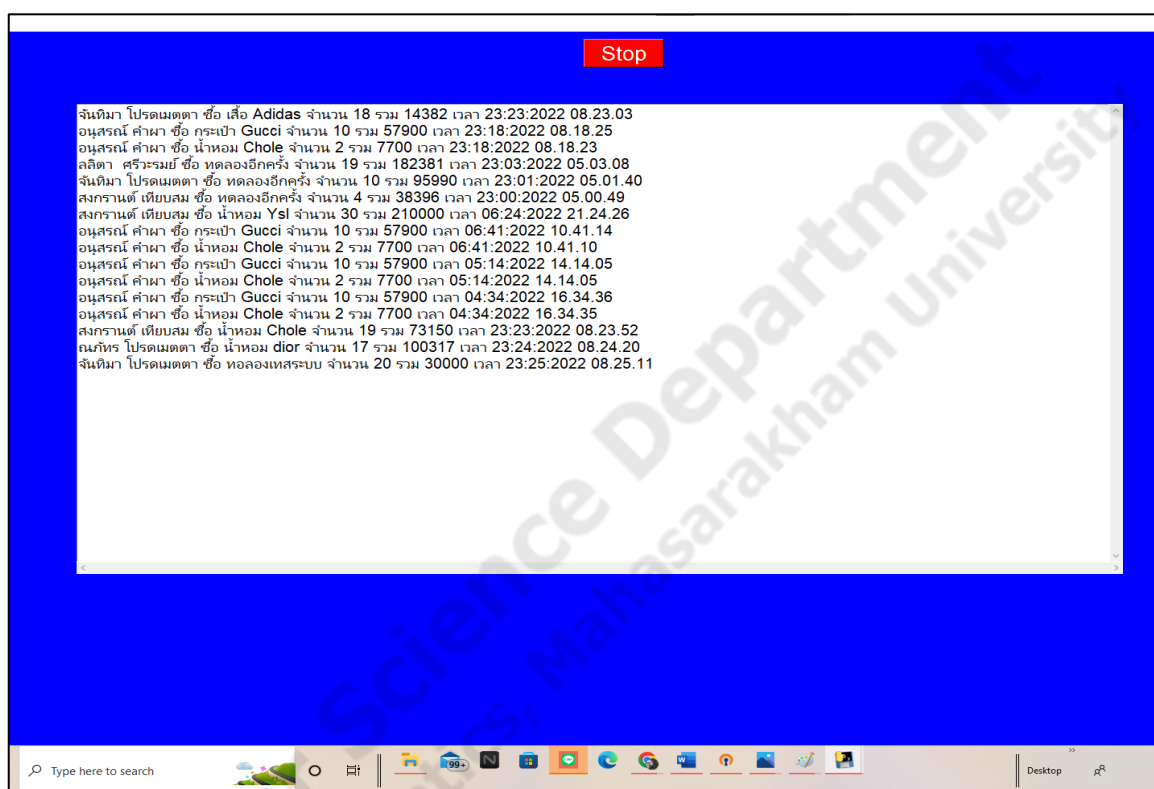 Stop
จันทิมา โปรดเมตตา ซื้อ เสื้อ Adidas จำนวน 18 รวม 14382 เวลา 23:23:2022 08.23.03
อนุสรณ์ คำผา ซื้อ กระเป๋า Gucci จำนวน 10 รวม 57900 เวลา 23:18:2022 08.18.25
อนุสรณ์ คำผา ซื้อ น้ำหอม Chole จำนวน 2 รวม 7700 เวลา 23:18:2022 08.18.23
ลลิตา  ศรีวะรมย์ ซื้อ ทดลองอีกครั้ง จำนวน 19 รวม 182381 เวลา 23:03:2022 05.03.08
จันทิมา โปรดเมตตา ซื้อ ทดลองอีกครั้ง จำนวน 10 รวม 95990 เวลา 23:01:2022 05.01.40
สงกรานต์ เทียบสม ซื้อ ทดลองอีกครั้ง จำนวน 4 รวม 38396 เวลา 23:00:2022 05.00.49
สงกรานต์ เทียบสม ซื้อ น้ำหอม Ysl จำนวน 30 รวม 210000 เวลา 06:24:2022 21.24.26
อนุสรณ์ คำผา ซื้อ กระเป๋า Gucci จำนวน 10 รวม 57900 เวลา 06:41:2022 10.41.14
อนุสรณ์ คำผา ซื้อ น้ำหอม Chole จำนวน 2 รวม 7700 เวลา 06:41:2022 10.41.10
อนุสรณ์ คำผา ซื้อ กระเป๋า Gucci จำนวน 10 รวม 57900 เวลา 05:14:2022 14.14.05
อนุสรณ์ คำผา ซื้อ น้ำหอม Chole จำนวน 2 รวม 7700 เวลา 05:14:2022 14.14.05
อนุสรณ์ คำผา ซื้อ กระเป๋า Gucci จำนวน 10 รวม 57900 เวลา 04:34:2022 16.34.36
อนุสรณ์ คำผา ซื้อ น้ำหอม Chole จำนวน 2 รวม 7700 เวลา 04:34:2022 16.34.35
สงกรานต์ เทียบสม ซื้อ น้ำหอม Chole จำนวน 19 รวม 73150 เวลา 23:23:2022 08.23.52
ณภัทร โปรดเมตตา ซื้อ น้ำหอม dior จำนวน 17 รวม 100317 เวลา 23:24:2022 08.24.20
จันทิมา โปรดเมตตา ซื้อ ทอลองเทสระบบ จำนวน 20 รวม 30000 เวลา 23:25:2022 08.25.11
Science Department
Mahasarakham University
Type here to search
99+
Desktop